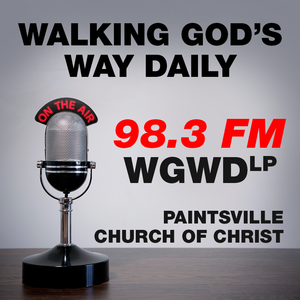 WALKING GOD'S
WAY DAILY
ON THE AIR
98.3 FM
WGWDLP
PAINTSVILLE
CHURCH OF CHRIST